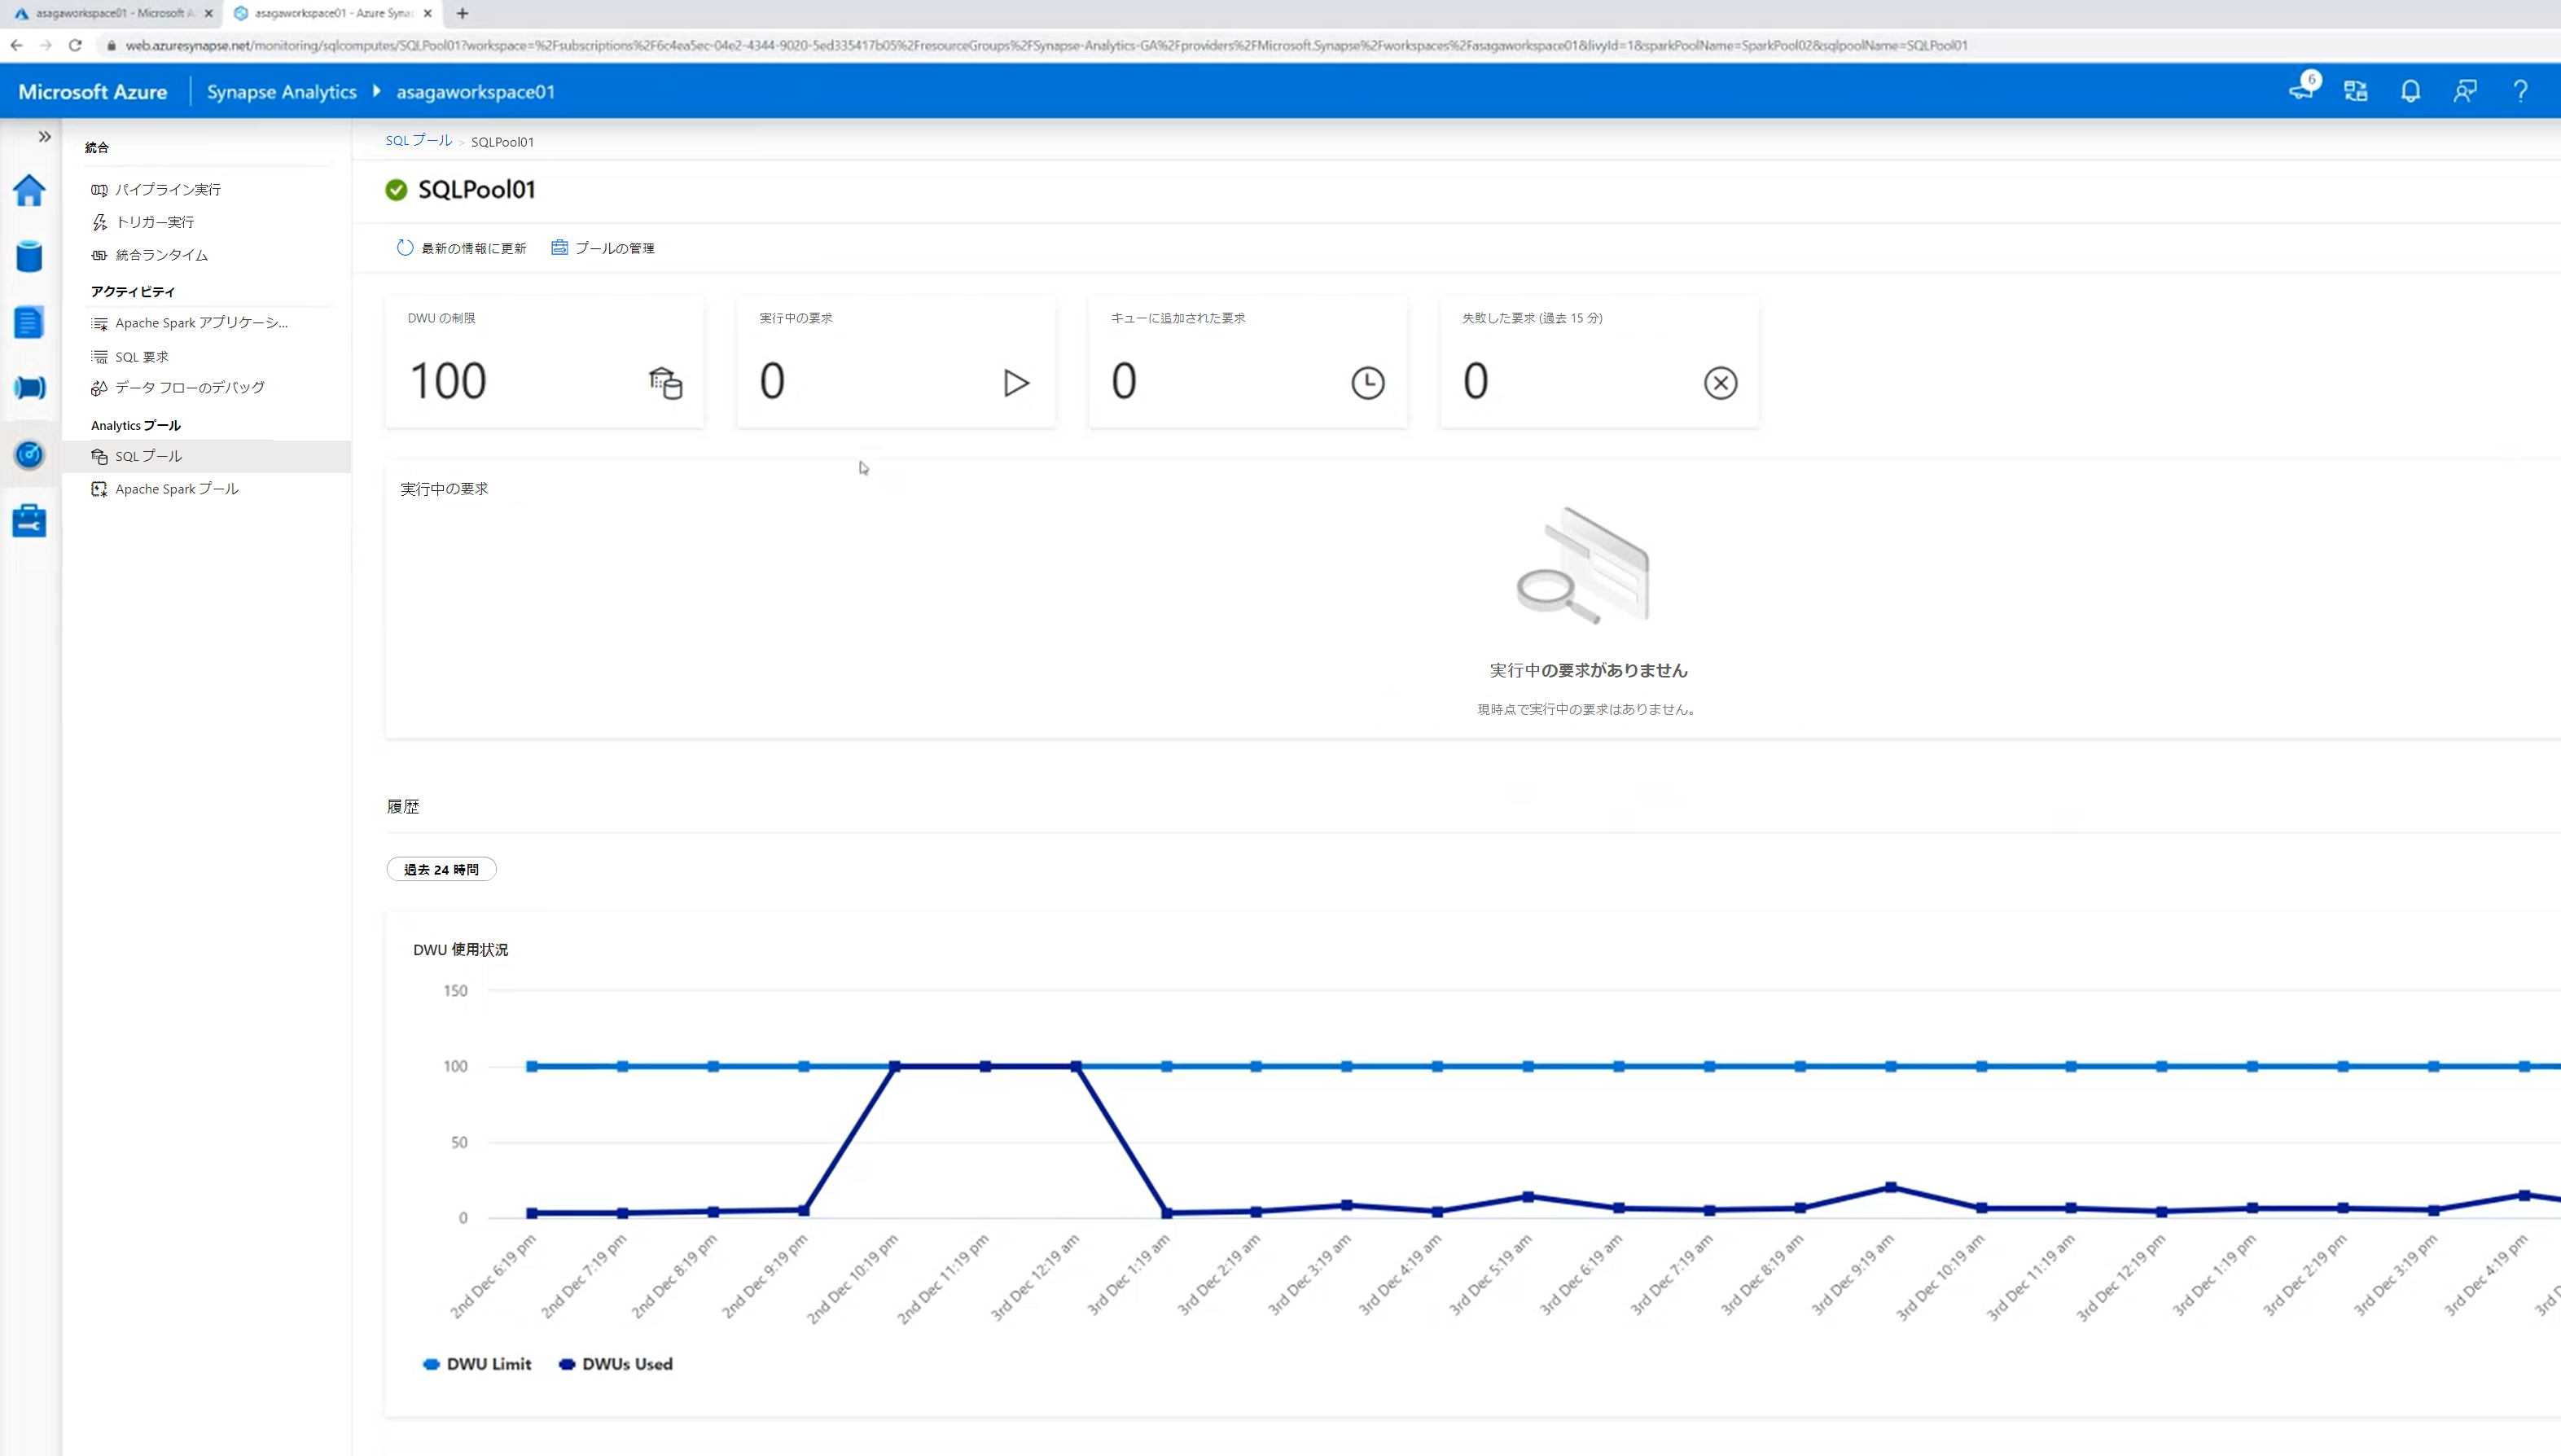 asagaworkspace01 - Microsoft A
asagaworkspace01 - Azure Syna
web.azuresynapse.net/monitoring/sqlcomputes/SQLPool01?workspace=%2Fsubscriptions%2F6c4ea5ec-04e2-4344-9020-5ed335417b05%2FresourceGroups%2FSynapse-Analytics-GA%2Fproviders%2FMicrosoft.Synapse%2Fworkspaces%2Fasagaworkspace01&livyId=1&sparkPoolName=SparkPool02&sqlpoolName=SQLPool01
Microsoft Azure
Synapse Analytics
asagaworkspace01
6
統合
パイプライン実行
トリガー実行
統合ランタイム
アクティビティ
Apache Spark アプリケーシ...
SQL 要求
データ フローのデバッグ
Analytics プール
SQL プール
Apache Spark プール
SQL プール > SQLPool01
SQLPool01
最新の情報に更新
プールの管理
DWU の制限
100
実行中の要求
0
キューに追加された要求
0
失敗した要求 (過去 15 分)
0
実行中の要求
実行中の要求がありません
現時点で実行中の要求はありません。
履歴
過去 24 時間
DWU 使用状況
150
100
50
0
2nd Dec 6:19 pm
2nd Dec 7:19 pm
2nd Dec 8:19 pm
2nd Dec 9:19 pm
2nd Dec 10:19 pm
2nd Dec 11:19 pm
3rd Dec 12:19 am
3rd Dec 1:19 am
3rd Dec 2:19 am
3rd Dec 3:19 am
3rd Dec 4:19 am
3rd Dec 5:19 am
3rd Dec 6:19 am
3rd Dec 7:19 am
3rd Dec 8:19 am
3rd Dec 9:19 am
3rd Dec 10:19 am
3rd Dec 11:19 am
3rd Dec 12:19 pm
3rd Dec 1:19 pm
3rd Dec 2:19 pm
3rd Dec 3:19 pm
3rd Dec 4:19 pm
3rd
DWU Limit
DWUs Used